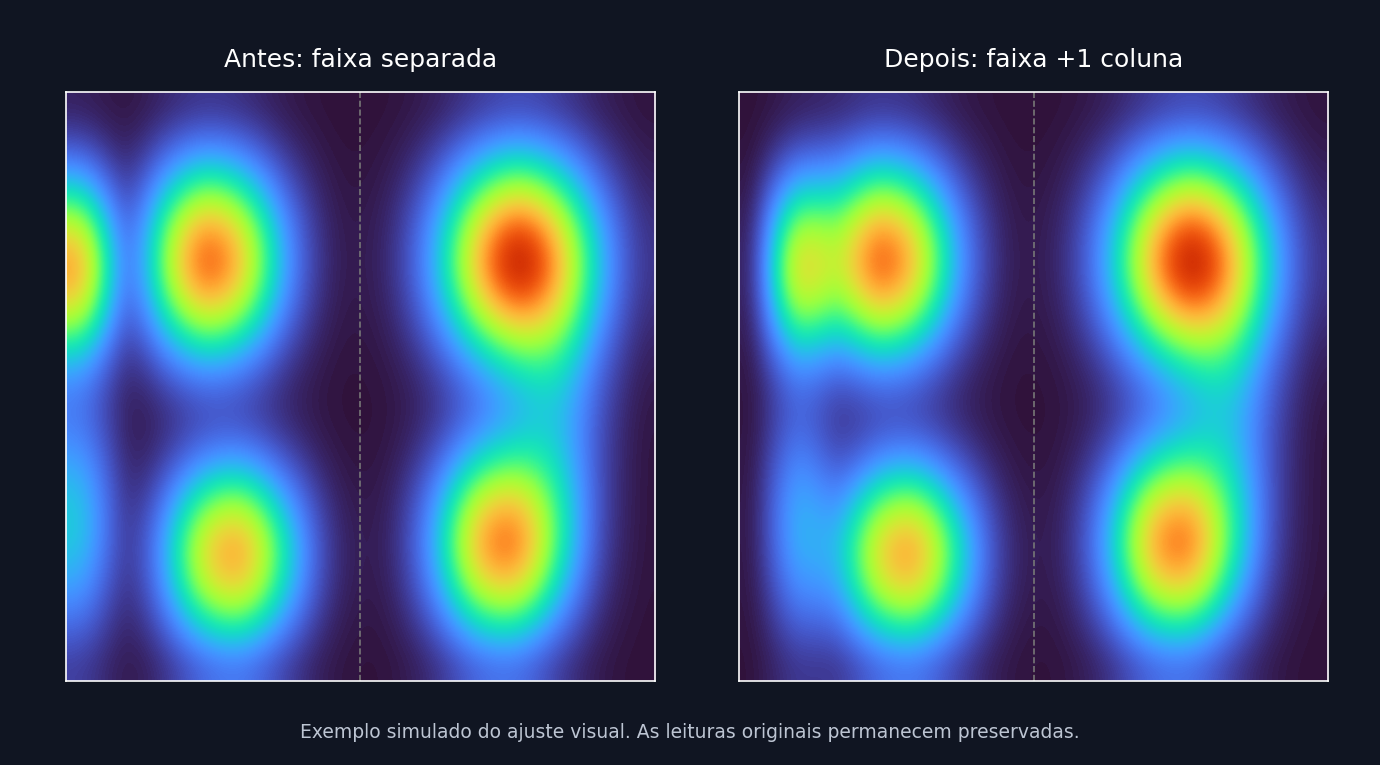 Antes: faixa separada
Depois: faixa +1 coluna
Exemplo simulado do ajuste visual. As leituras originais permanecem preservadas.